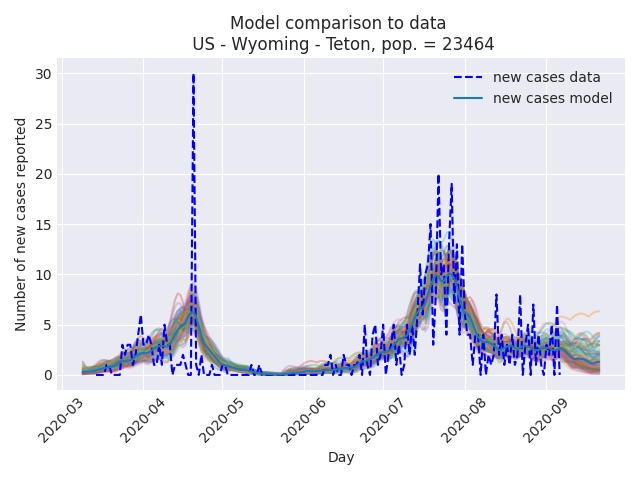 Model comparison to data
US - Wyoming - Teton, pop. = 23464
new cases data
new cases model
Number of new cases reported
30
25
20
15
10
5
0
2020-03
2020-04
2020-05
2020-06
2020-07
2020-08
2020-09
Day